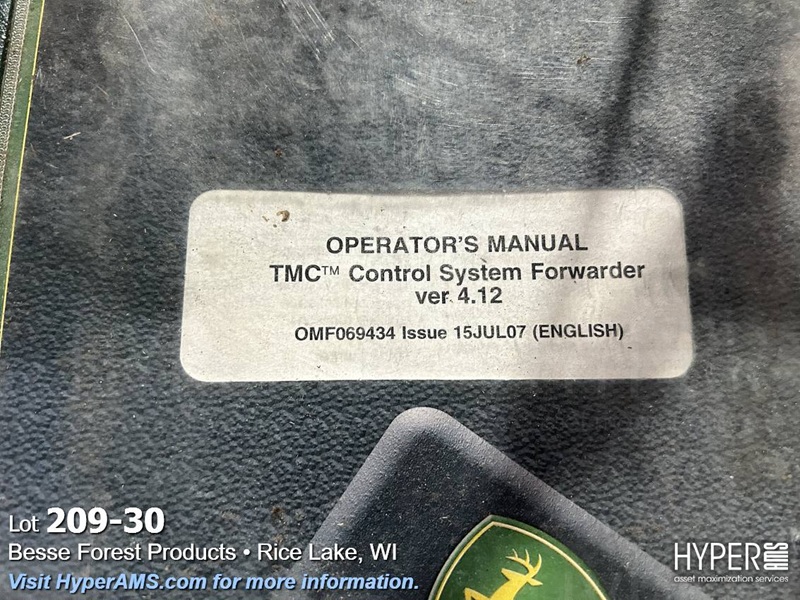 OPERATOR'S MANUAL
TMC™ Control System Forwarder
ver 4.12
OMF069434 Issue 15JUL07 (ENGLISH)
Lot 209-30
Besse Forest Products • Rice Lake, WI
Visit HyperAMS.com for more information.
HYPER AMS
asset maximization services